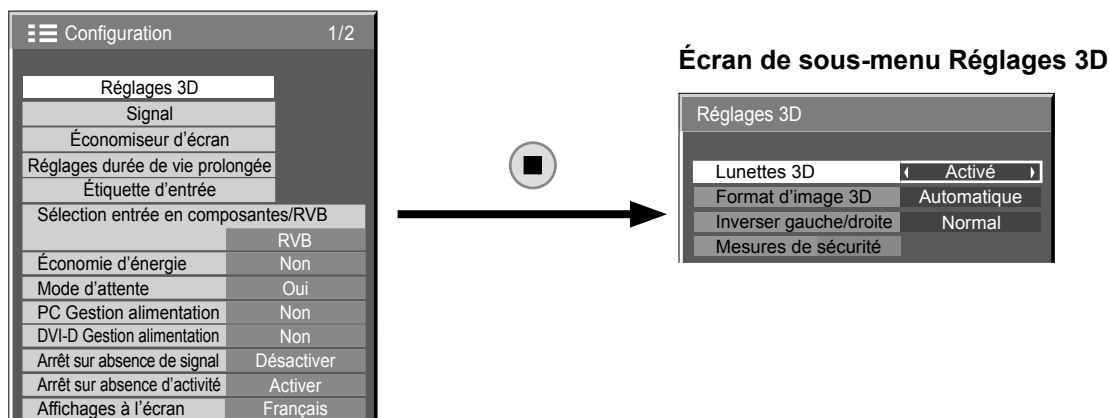 Configuration 1/2
Réglages 3D
Signal
Économiseur d'écran
Réglages durée de vie prolongée
Étiquette d'entrée
Sélection entrée en composantes/RVB
RVB
Économie d'énergie Non
Mode d'attente Oui
PC Gestion alimentation Non
DVI-D Gestion alimentation Non
Arrêt sur absence de signal Désactiver
Arrêt sur absence d'activité Activer
Affichages à l'écran Français
Écran de sous-menu Réglages 3D
Réglages 3D
Lunettes 3D Activé
Format d'image 3D Automatique
Inverser gauche/droite Normal
Mesures de sécurité